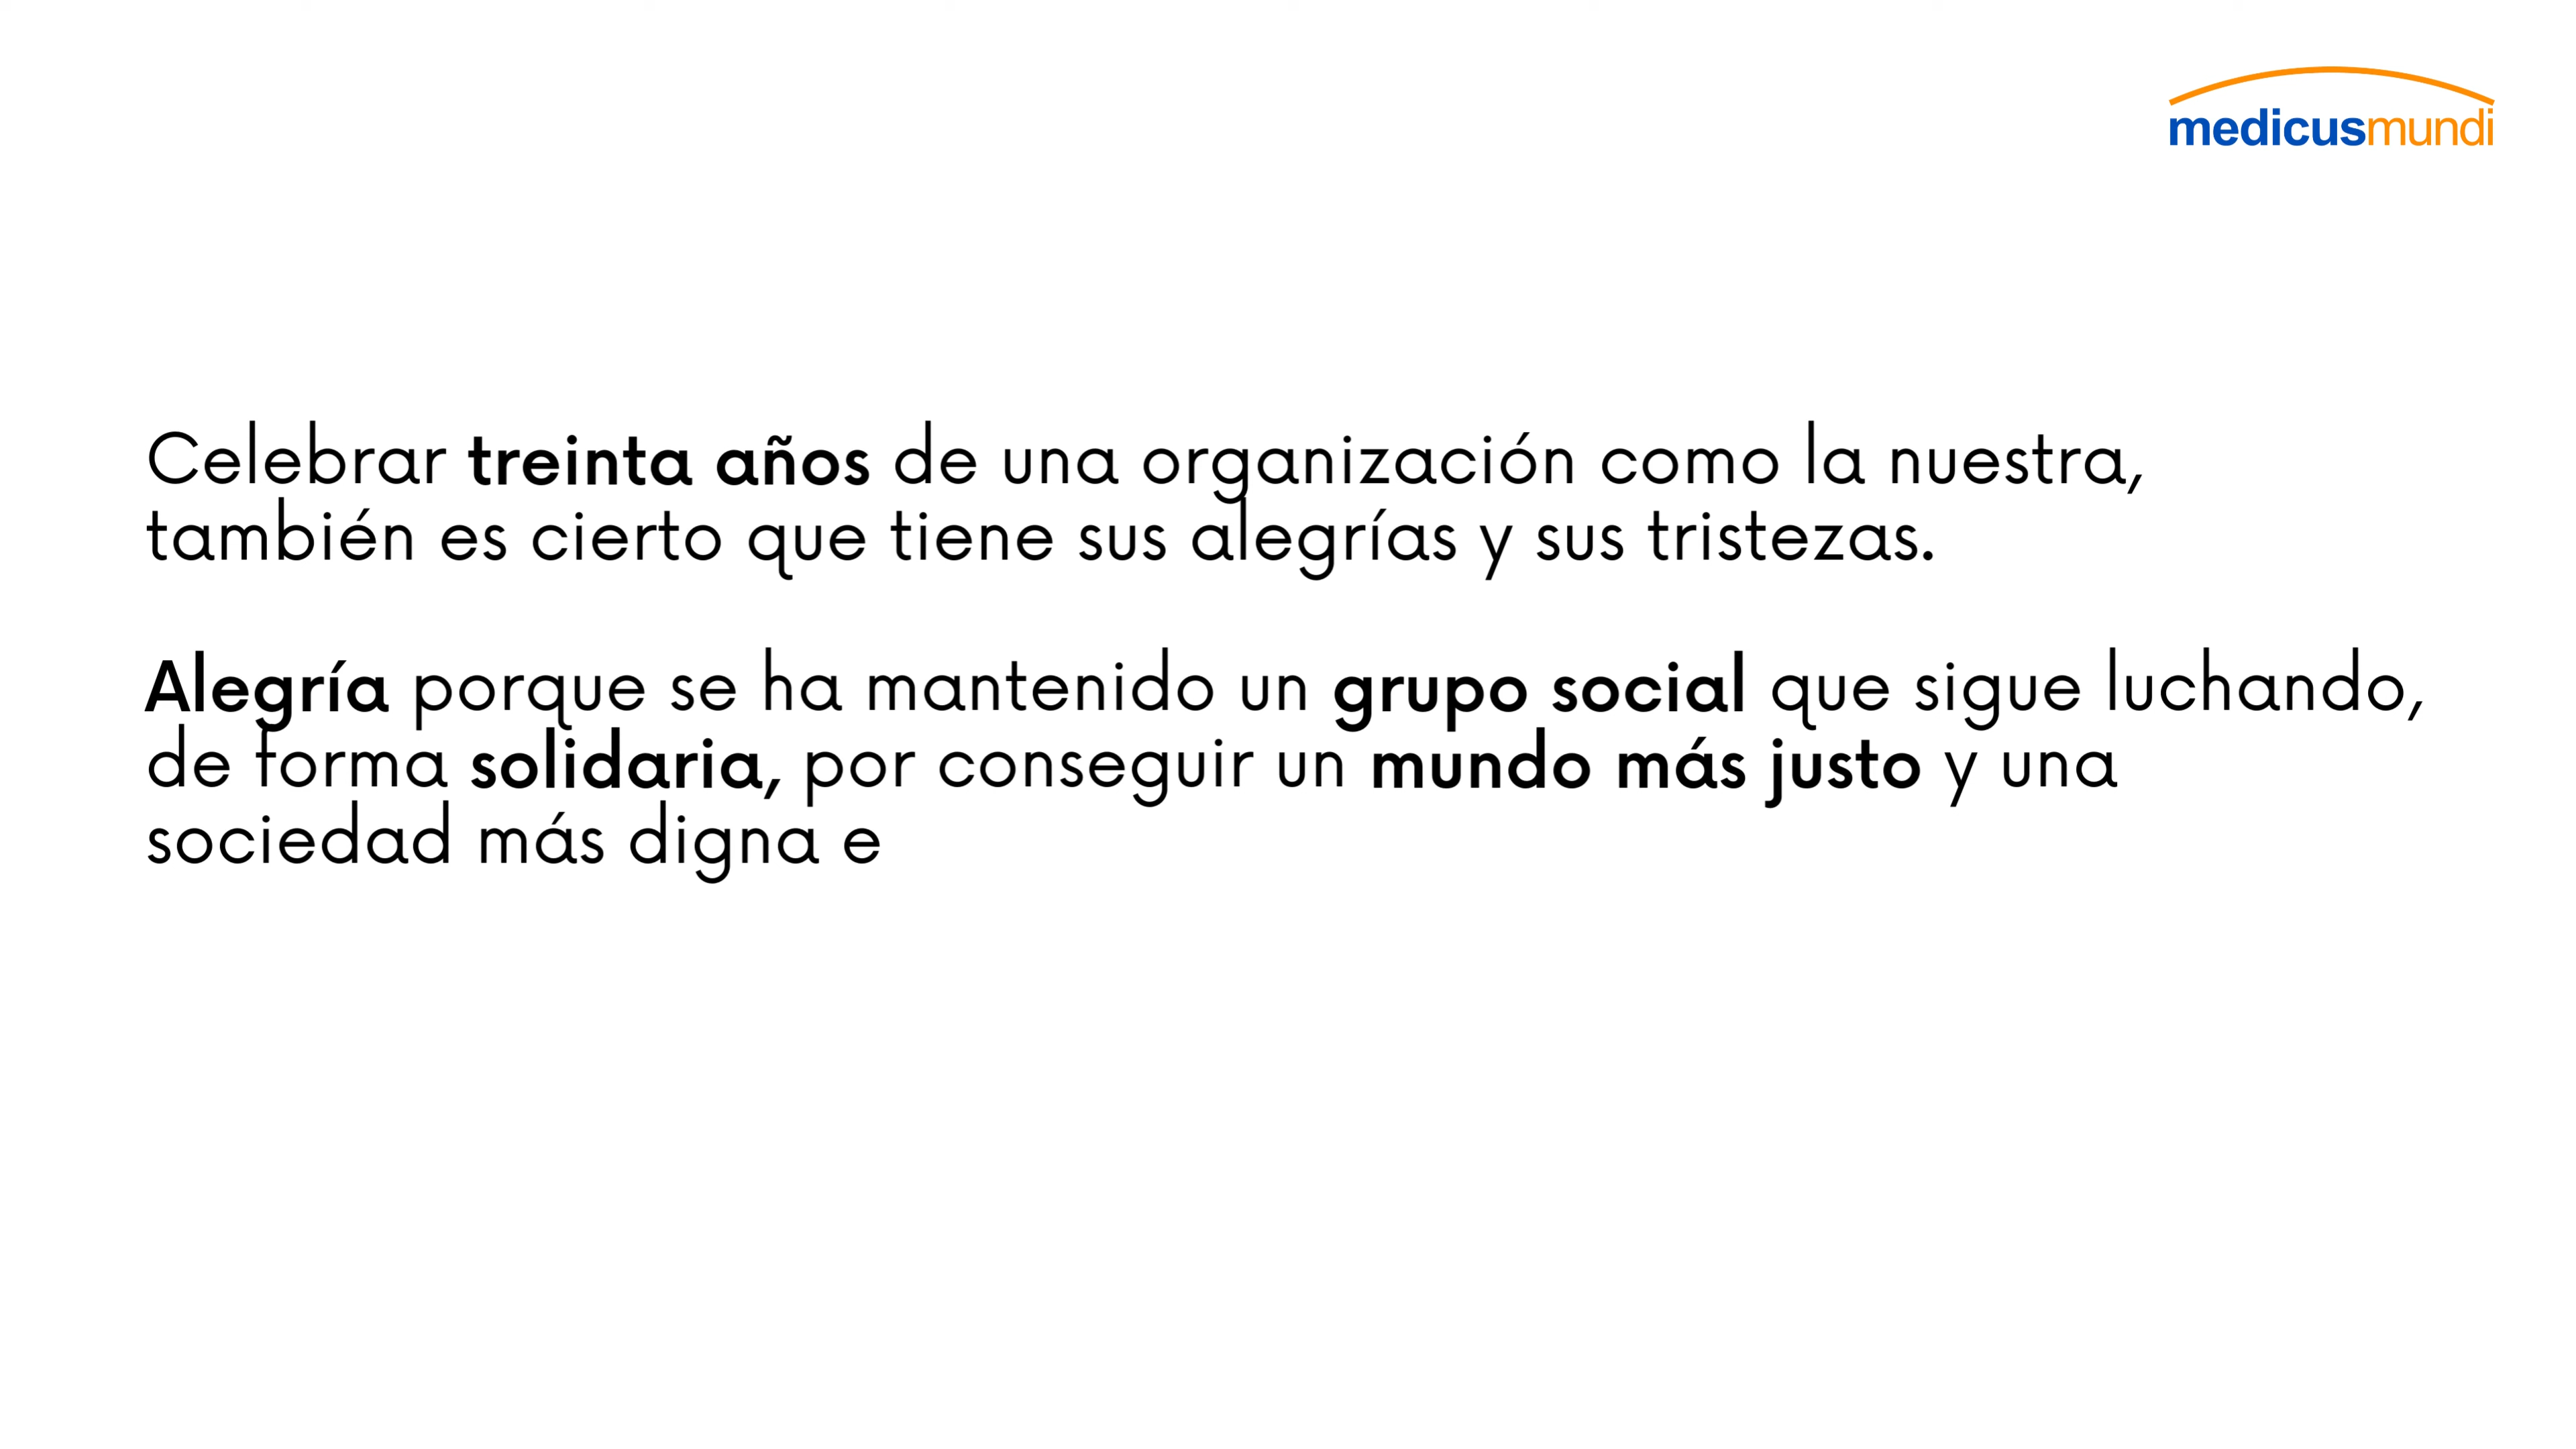 medicusmundi
Celebrar treinta años de una organización como la nuestra,
también es cierto que tiene sus alegrías y sus tristezas.
Alegría porque se ha mantenido un grupo social que sigue luchando,
de forma solidaria, por conseguir un mundo más justo y una
sociedad más digna e